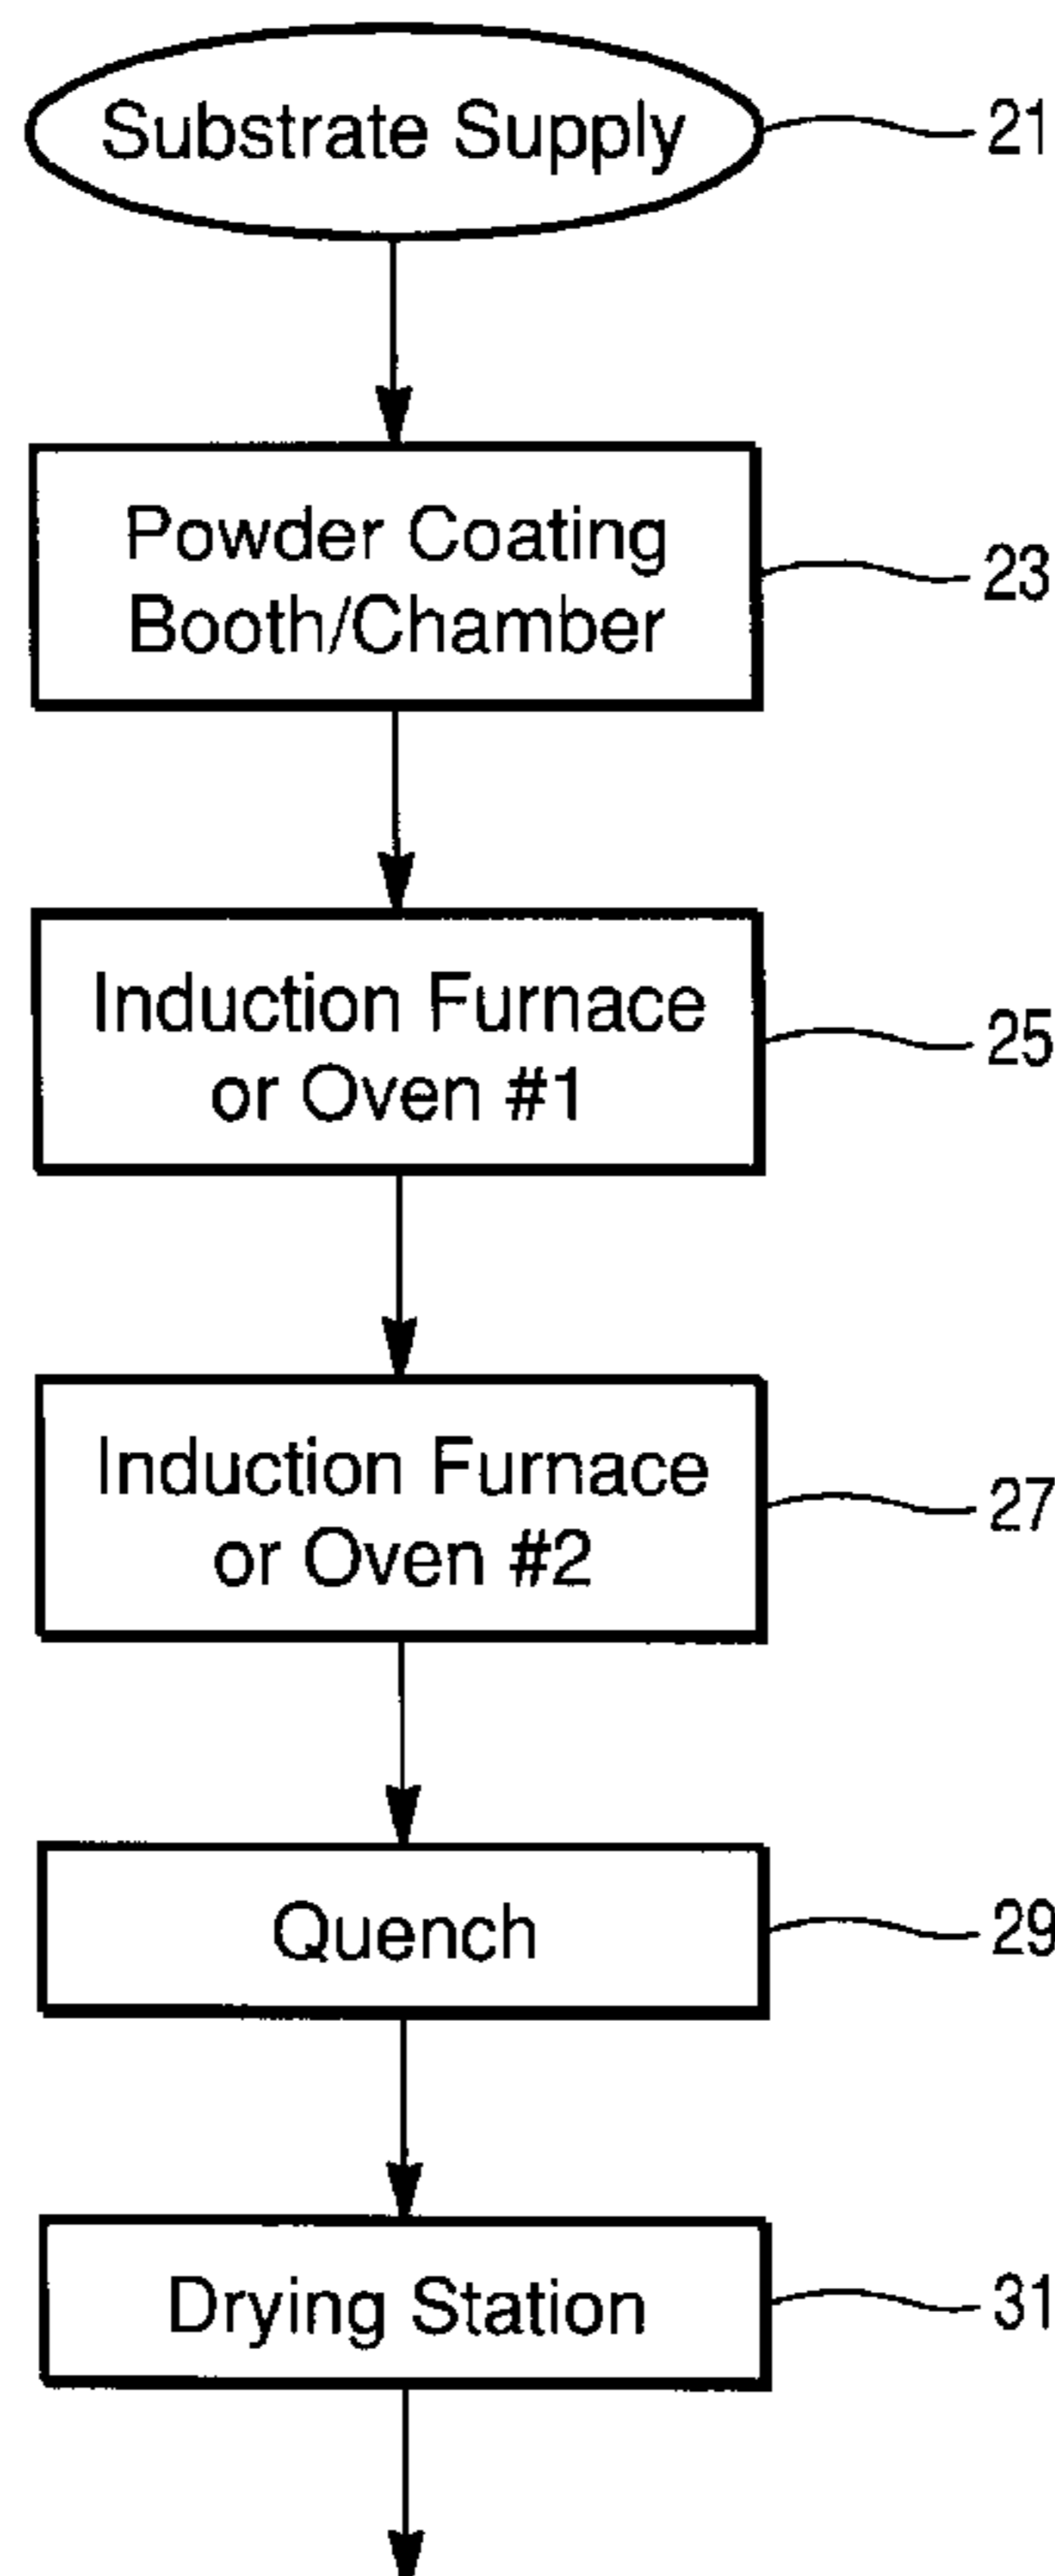 Substrate Supply
21
Powder Coating
Booth/Chamber
23
Induction Furnace
or Oven #1
25
Induction Furnace
or Oven #2
27
Quench
29
Drying Station
31